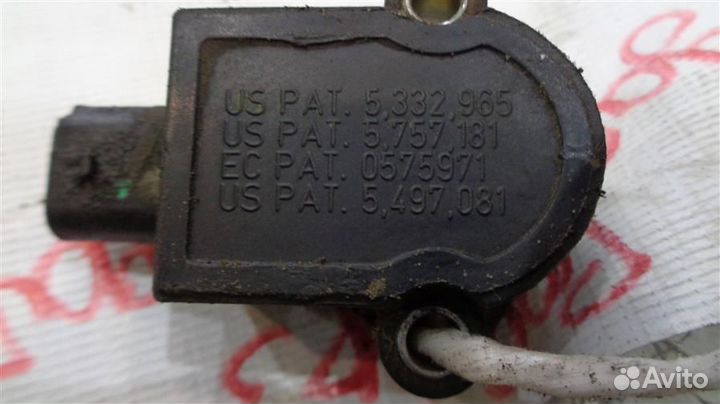 US PAT. 5,332,965
US PAT. 5,757,181
EC PAT. 0575971
US PAT. 5,497,081
Avito